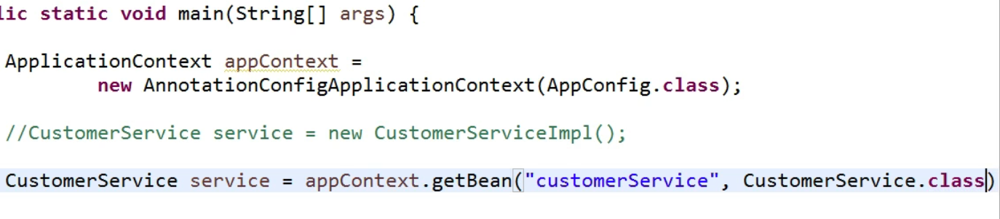 lic static void main(String[] args) {
ApplicationContext appContext =
new AnnotationConfigApplicationContext(AppConfig.class);
//CustomerService service = new CustomerServiceImpl();
CustomerService service = appContext.getBean("customerService", CustomerService.class)